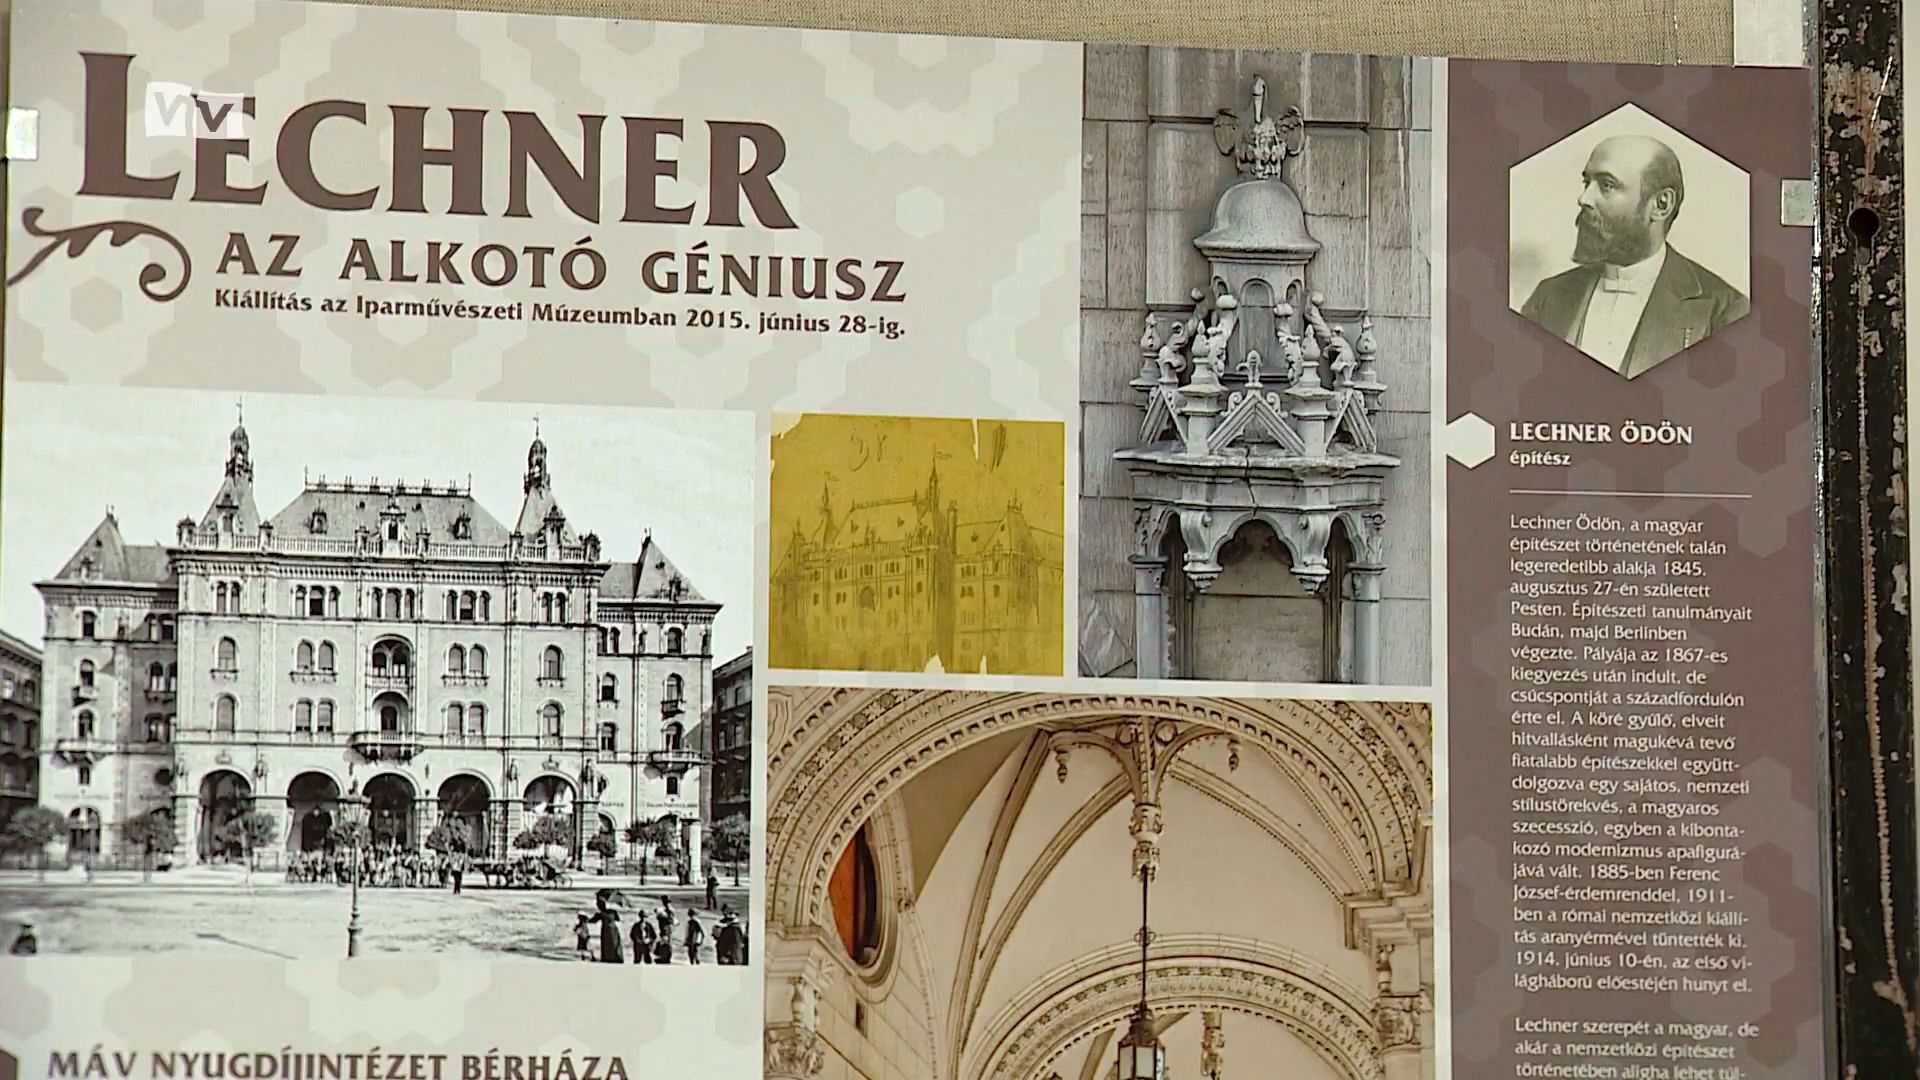 LECHNER
AZ ALKOTÓ GÉNIUSZ
Kiállítás az Iparművészeti Múzeumban 2015. június 28-ig.
LECHNER ÖDÖN
építész
Lechner Ödön, a magyar
építészet történetének talán
legeredetibb alakja 1845.
augusztus 27-én született
Pesten. Építészeti tanulmányait
Budán, majd Berlinben
végezte. Pályája az 1867-es
kiegyezés után indult, de
csúcspontját a századfordulón
érte el. A köré gyűlő, elveit
hitvallásként magukévá tevő
fiatalabb építészekkel együtt-
dolgozva egy sajátos, nemzeti
stílustörekvés, a magyaros
szecesszió, egyben a kibonta-
kozó modernizmus apafigurá-
jává vált. 1885-ben Ferenc
József-érdemrenddel, 1911-
ben a római nemzetközi kiállí-
tás aranyérmével tüntették ki.
1914. június 10-én, az első vi-
lágháború előestéjén hunyt el.
Lechner szerepét a magyar, de
akár a nemzetközi építészet
történetében aligha lehet túl-
MÁV NYUGDÍJINTÉZET BÉRHÁZA